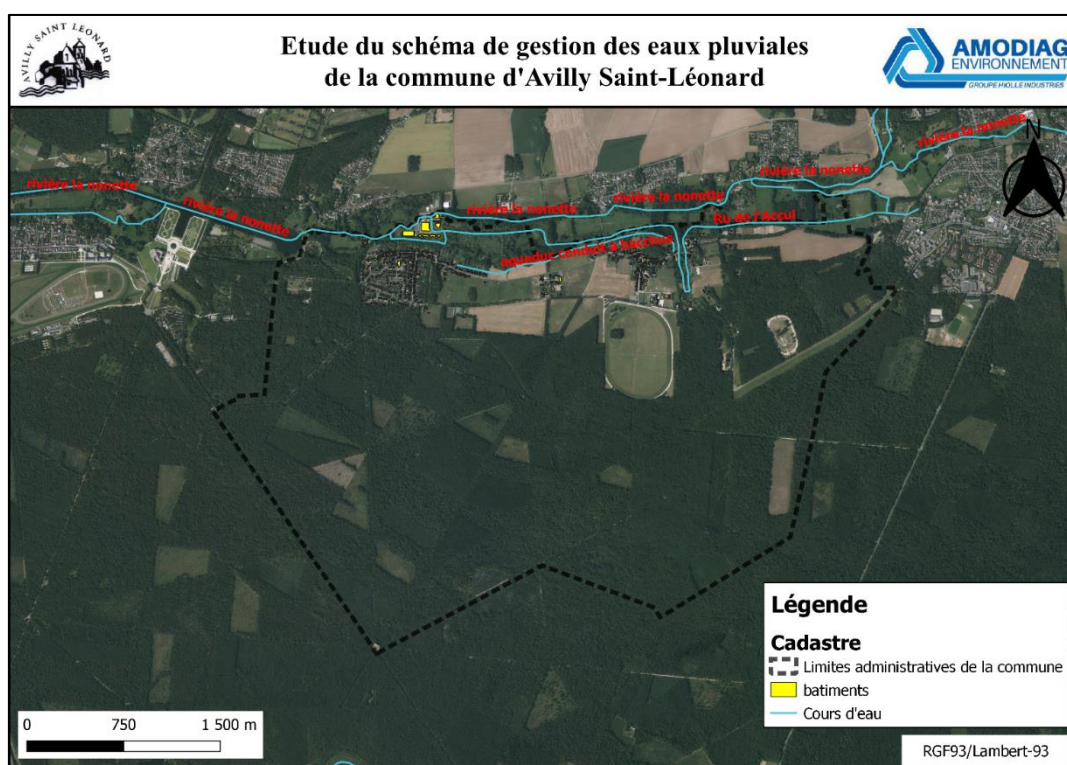 AVILLY SAINT LÉONARD
Etude du schéma de gestion des eaux pluviales
de la commune d'Avilly Saint-Léonard
AMODIAG
ENVIRONNEMENT
GROUPE HIOLLE INDUSTRIES
N
rivière la nonette
rivière la nonette
rivière la nonette
rivière la nonette
rivière la nonette
rivière la nonette
Ru de l'Accul
aqueduc conduit à bacchus
Légende
Cadastre
Limites administratives de la commune
batiments
Cours d'eau
0 750 1 500 m
RGF93/Lambert-93